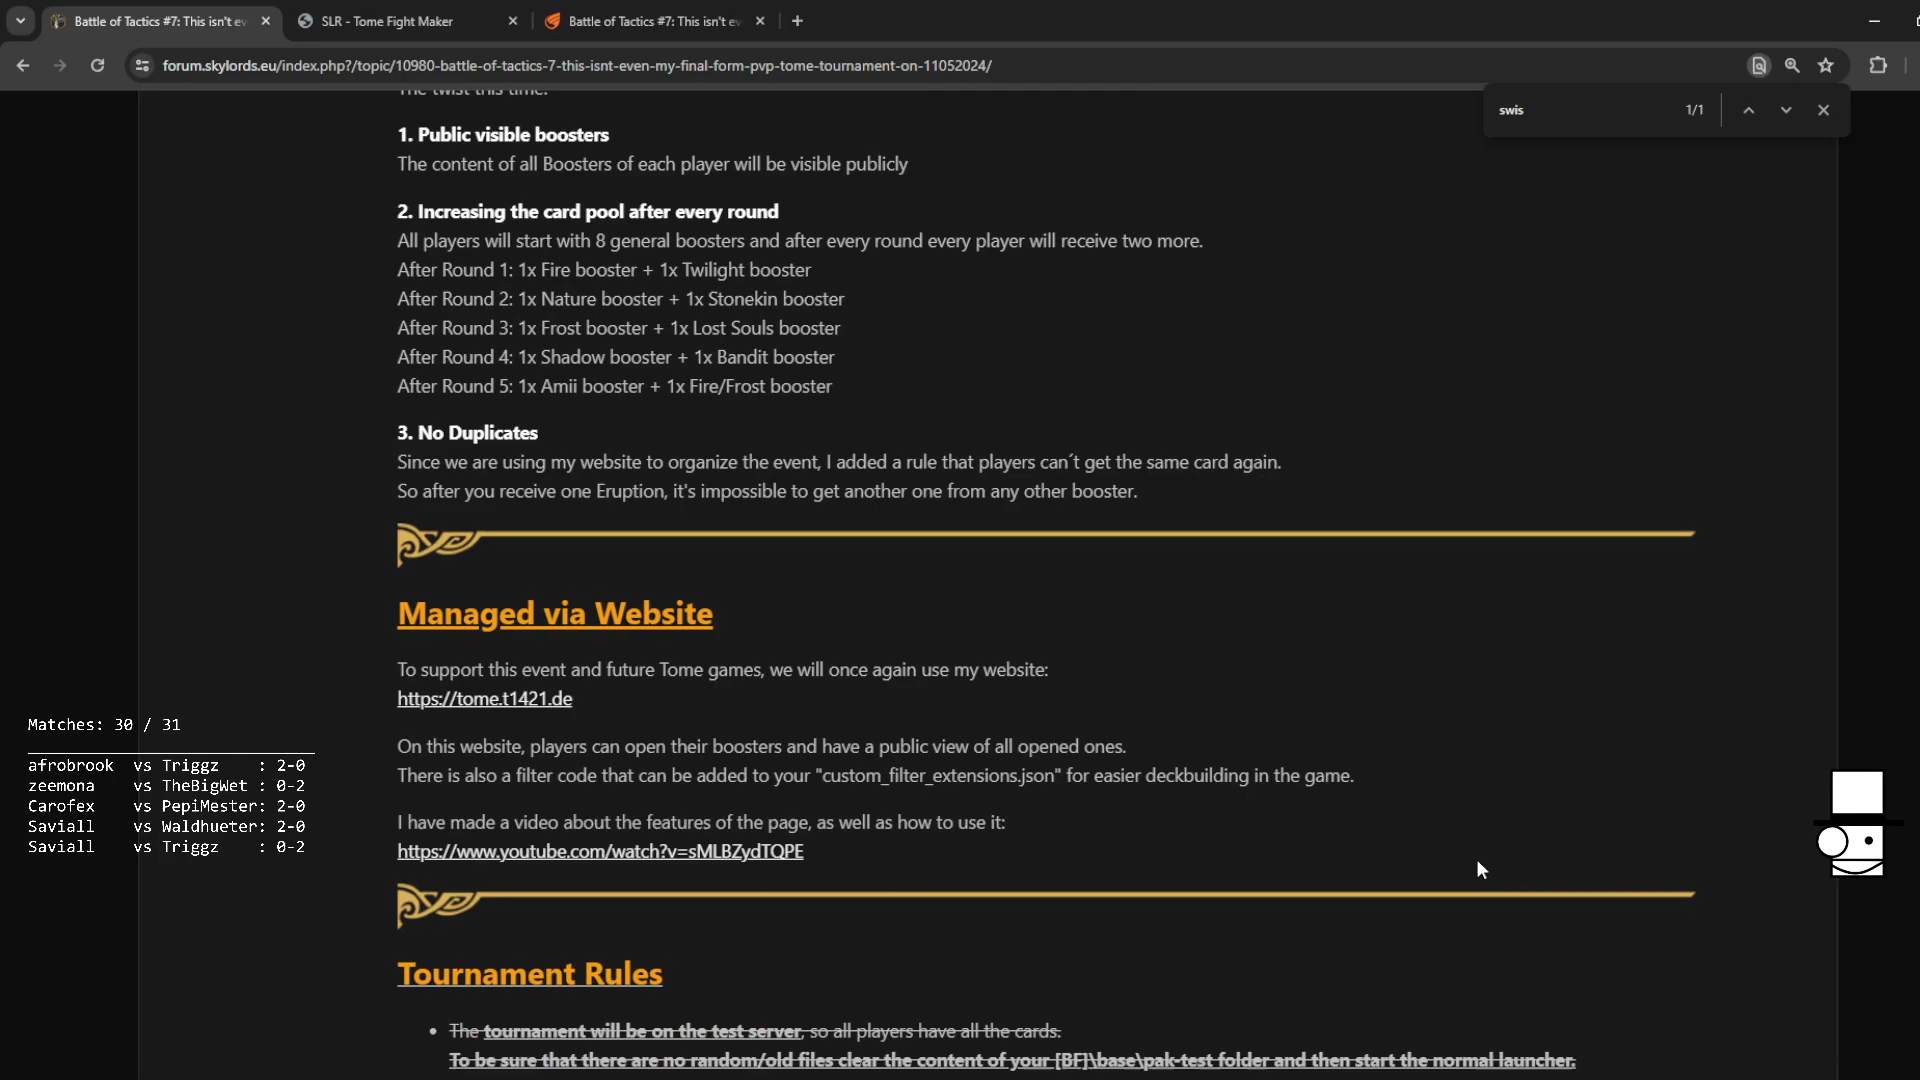 Battle of Tactics #7: This isn't ev
SLR - Tome Fight Maker
Battle of Tactics #7: This isn't ev
forum.skylords.eu/index.php?/topic/10980-battle-of-tactics-7-this-isnt-even-my-final-form-pvp-tome-tournament-on-11052024/
swis 1/1
The twist this time:
1. Public visible boosters
The content of all Boosters of each player will be visible publicly
2. Increasing the card pool after every round
All players will start with 8 general boosters and after every round every player will receive two more.
After Round 1: 1x Fire booster + 1x Twilight booster
After Round 2: 1x Nature booster + 1x Stonekin booster
After Round 3: 1x Frost booster + 1x Lost Souls booster
After Round 4: 1x Shadow booster + 1x Bandit booster
After Round 5: 1x Amii booster + 1x Fire/Frost booster
3. No Duplicates
Since we are using my website to organize the event, I added a rule that players can´t get the same card again.
So after you receive one Eruption, it's impossible to get another one from any other booster.
Managed via Website
To support this event and future Tome games, we will once again use my website:
https://tome.t1421.de
On this website, players can open their boosters and have a public view of all opened ones.
There is also a filter code that can be added to your "custom_filter_extensions.json" for easier deckbuilding in the game.
I have made a video about the features of the page, as well as how to use it:
https://www.youtube.com/watch?v=sMLBZydTQPE
Tournament Rules
• The tournament will be on the test server, so all players have all the cards.
To be sure that there are no random/old files clear the content of your [BF]\base\pak-test folder and then start the normal launcher.
Matches: 30 / 31
afrobrook vs Triggz : 2-0
zeemona vs TheBigWet : 0-2
Carofex vs PepiMester: 2-0
Saviall vs Waldhueter: 2-0
Saviall vs Triggz : 0-2